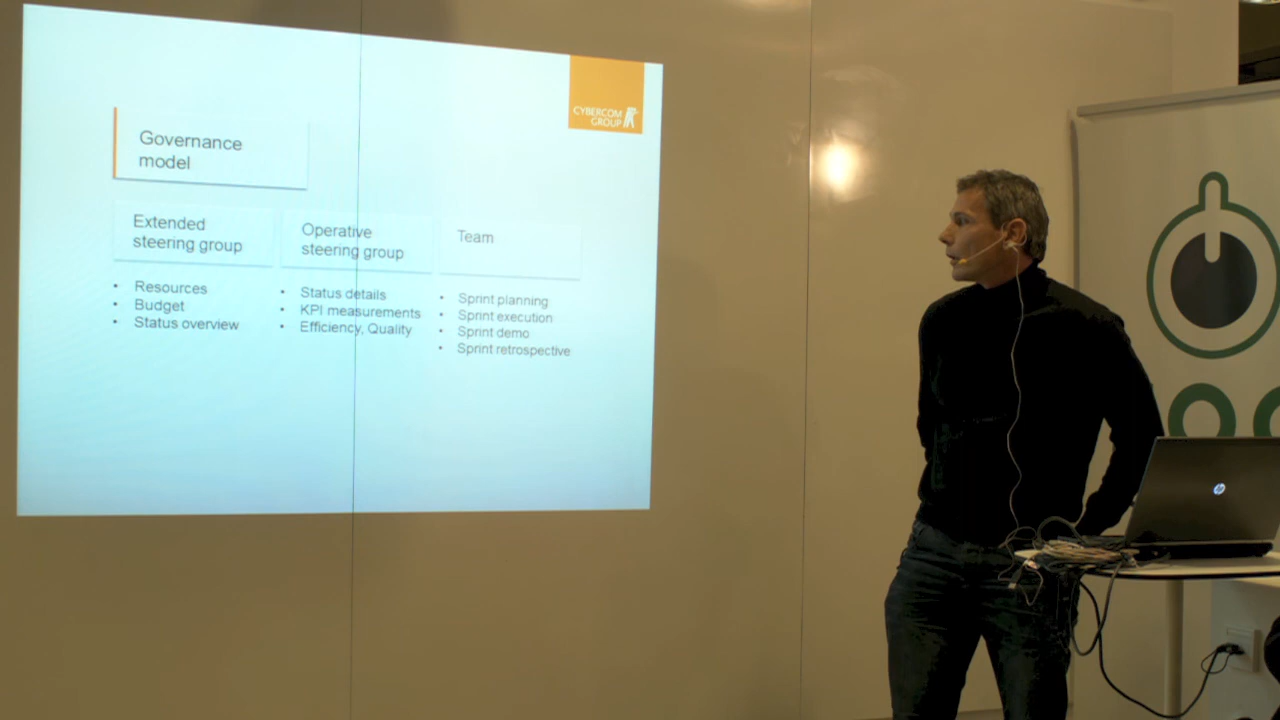 CYBERCOM
GROUP
Governance
model
Extended
steering group
• Resources
• Budget
• Status overview
Operative
steering group
• Status details
• KPI measurements
• Efficiency, Quality
Team
• Sprint planning
• Sprint execution
• Sprint demo
• Sprint retrospective
hp